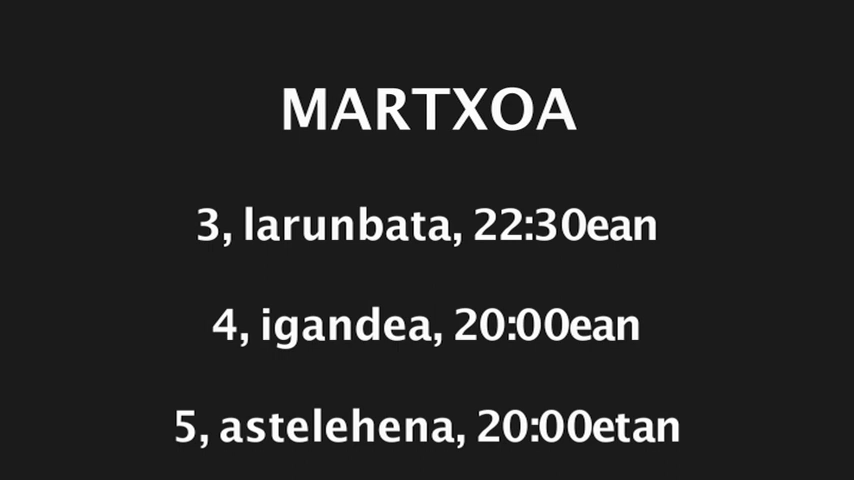 MARTXOA
3, larunbata, 22:30ean
4, igandea, 20:00ean
5, astelehena, 20:00etan